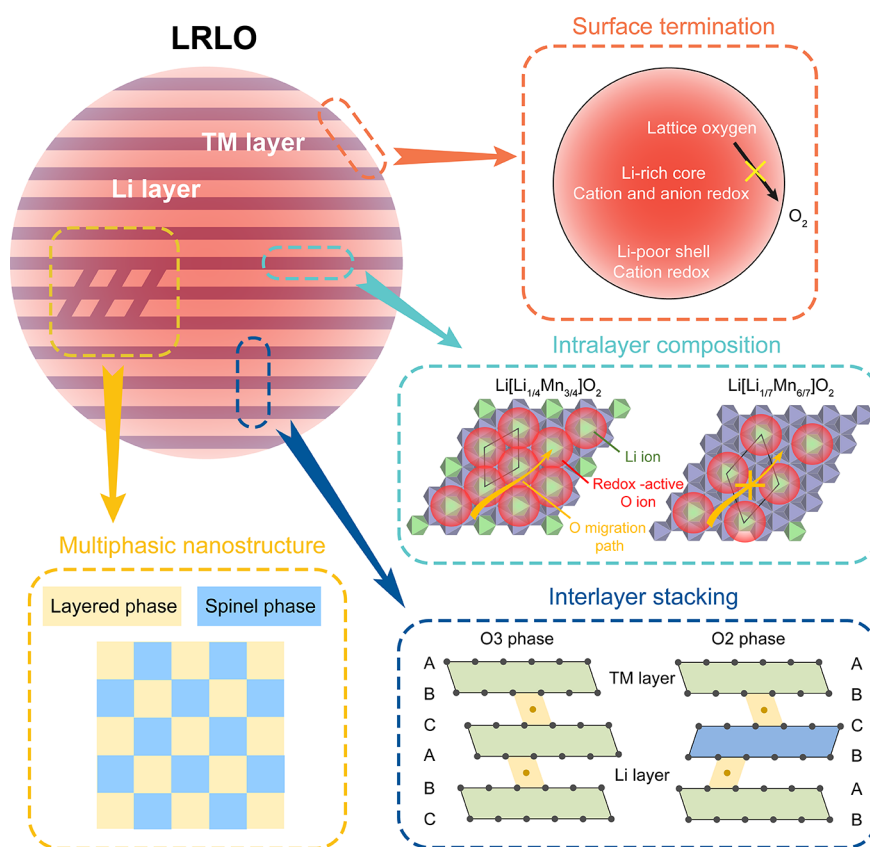 LRLO
TM layer
Li layer
Surface termination
Lattice oxygen
Li-rich core
Cation and anion redox
O₂
Li-poor shell
Cation redox
Intralayer composition
Li[Li₁/₄Mn₃/₄]O₂
Li[Li₁/₇Mn₆/₇]O₂
Li ion
Redox -active
O ion
O migration
path
Multiphasic nanostructure
Layered phase
Spinel phase
Interlayer stacking
O3 phase
O2 phase
A
B
C
A
B
C
TM layer
Li layer
A
B
C
B
A
B